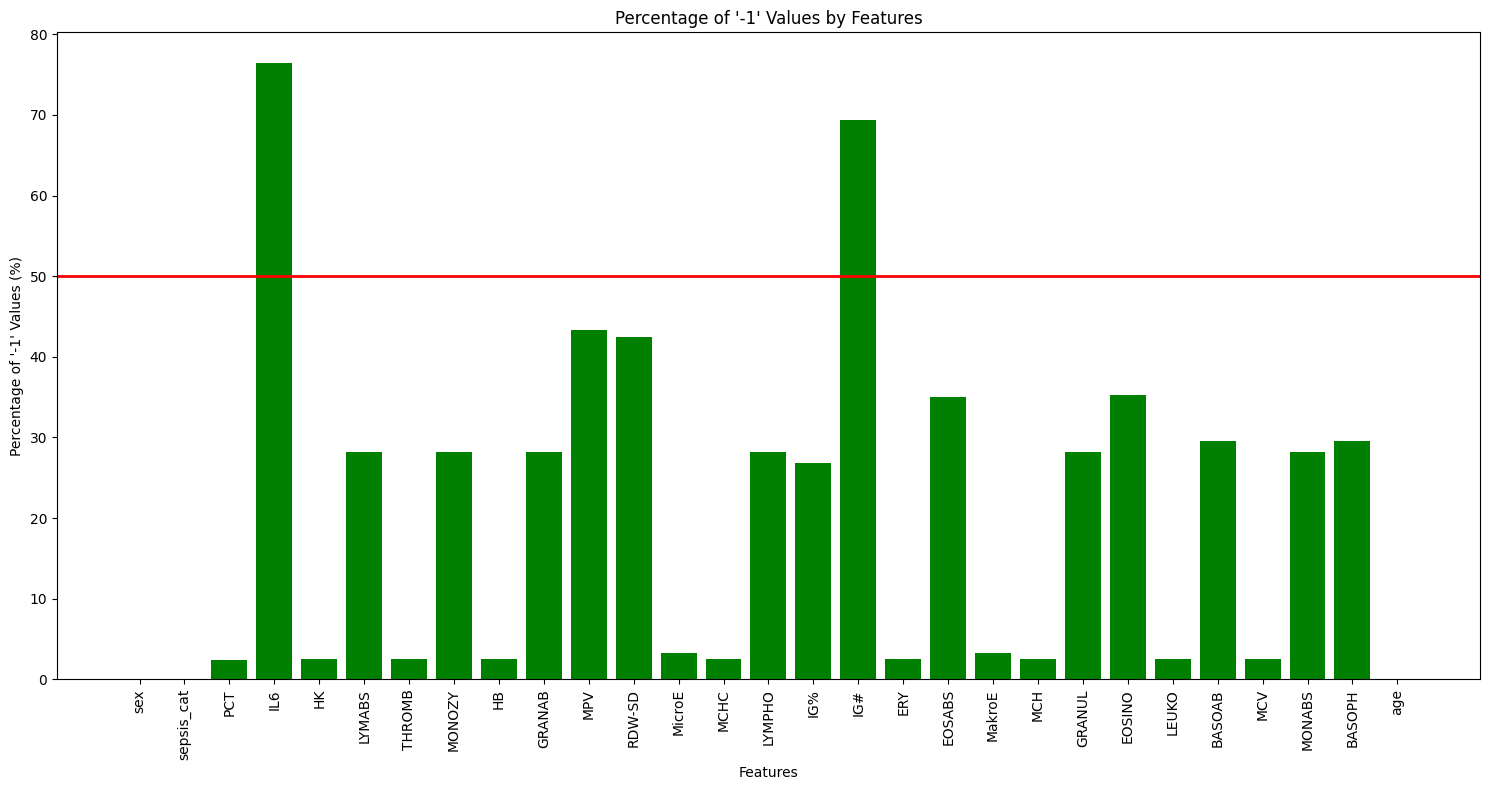 Percentage of '-1' Values by Features
Percentage of '-1' Values (%)
80
70
60
50
40
30
20
10
0
sex
sepsis_cat
PCT
IL6
HK
LYMABS
THROMB
MONOZY
HB
GRANAB
MPV
RDW-SD
MicroE
MCHC
LYMPHO
IG%
IG#
ERY
EOSABS
MakroE
MCH
GRANUL
EOSINO
LEUKO
BASOAB
MCV
MONABS
BASOPH
age
Features